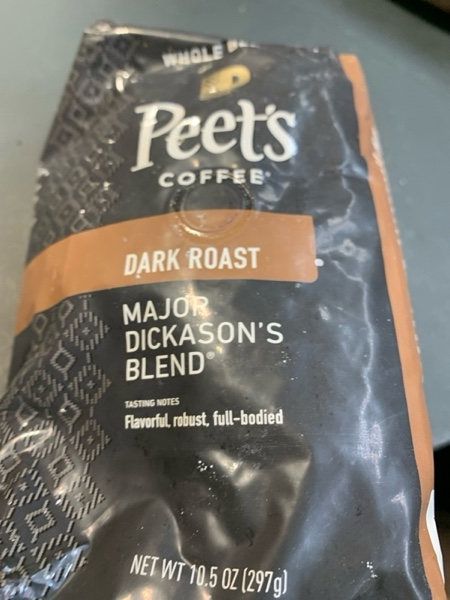 WHOLE
Peet's
COFFEE®
DARK ROAST
MAJOR
DICKASON'S
BLEND®
TASTING NOTES
Flavorful, robust, full-bodied
NET WT 10.5 OZ (297g)